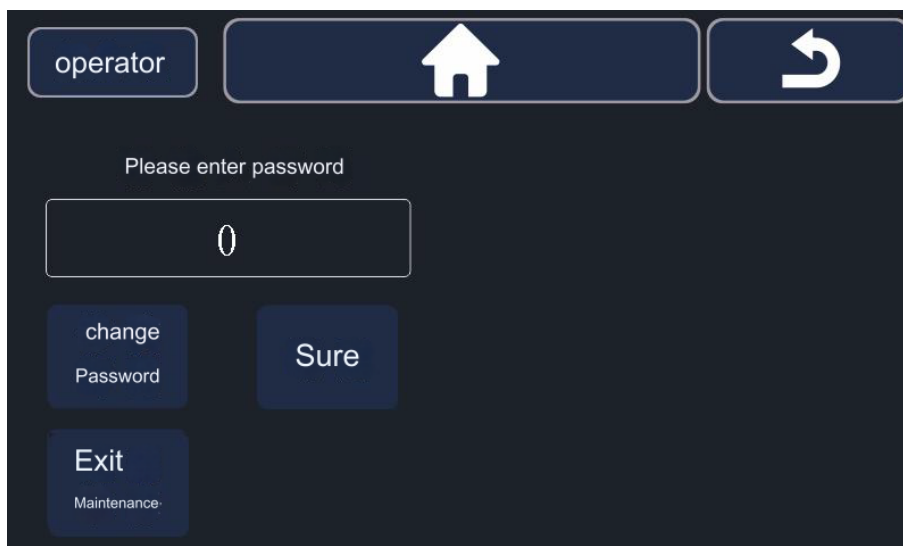 operator
Please enter password
0
change
Password
Sure
Exit
Maintenance